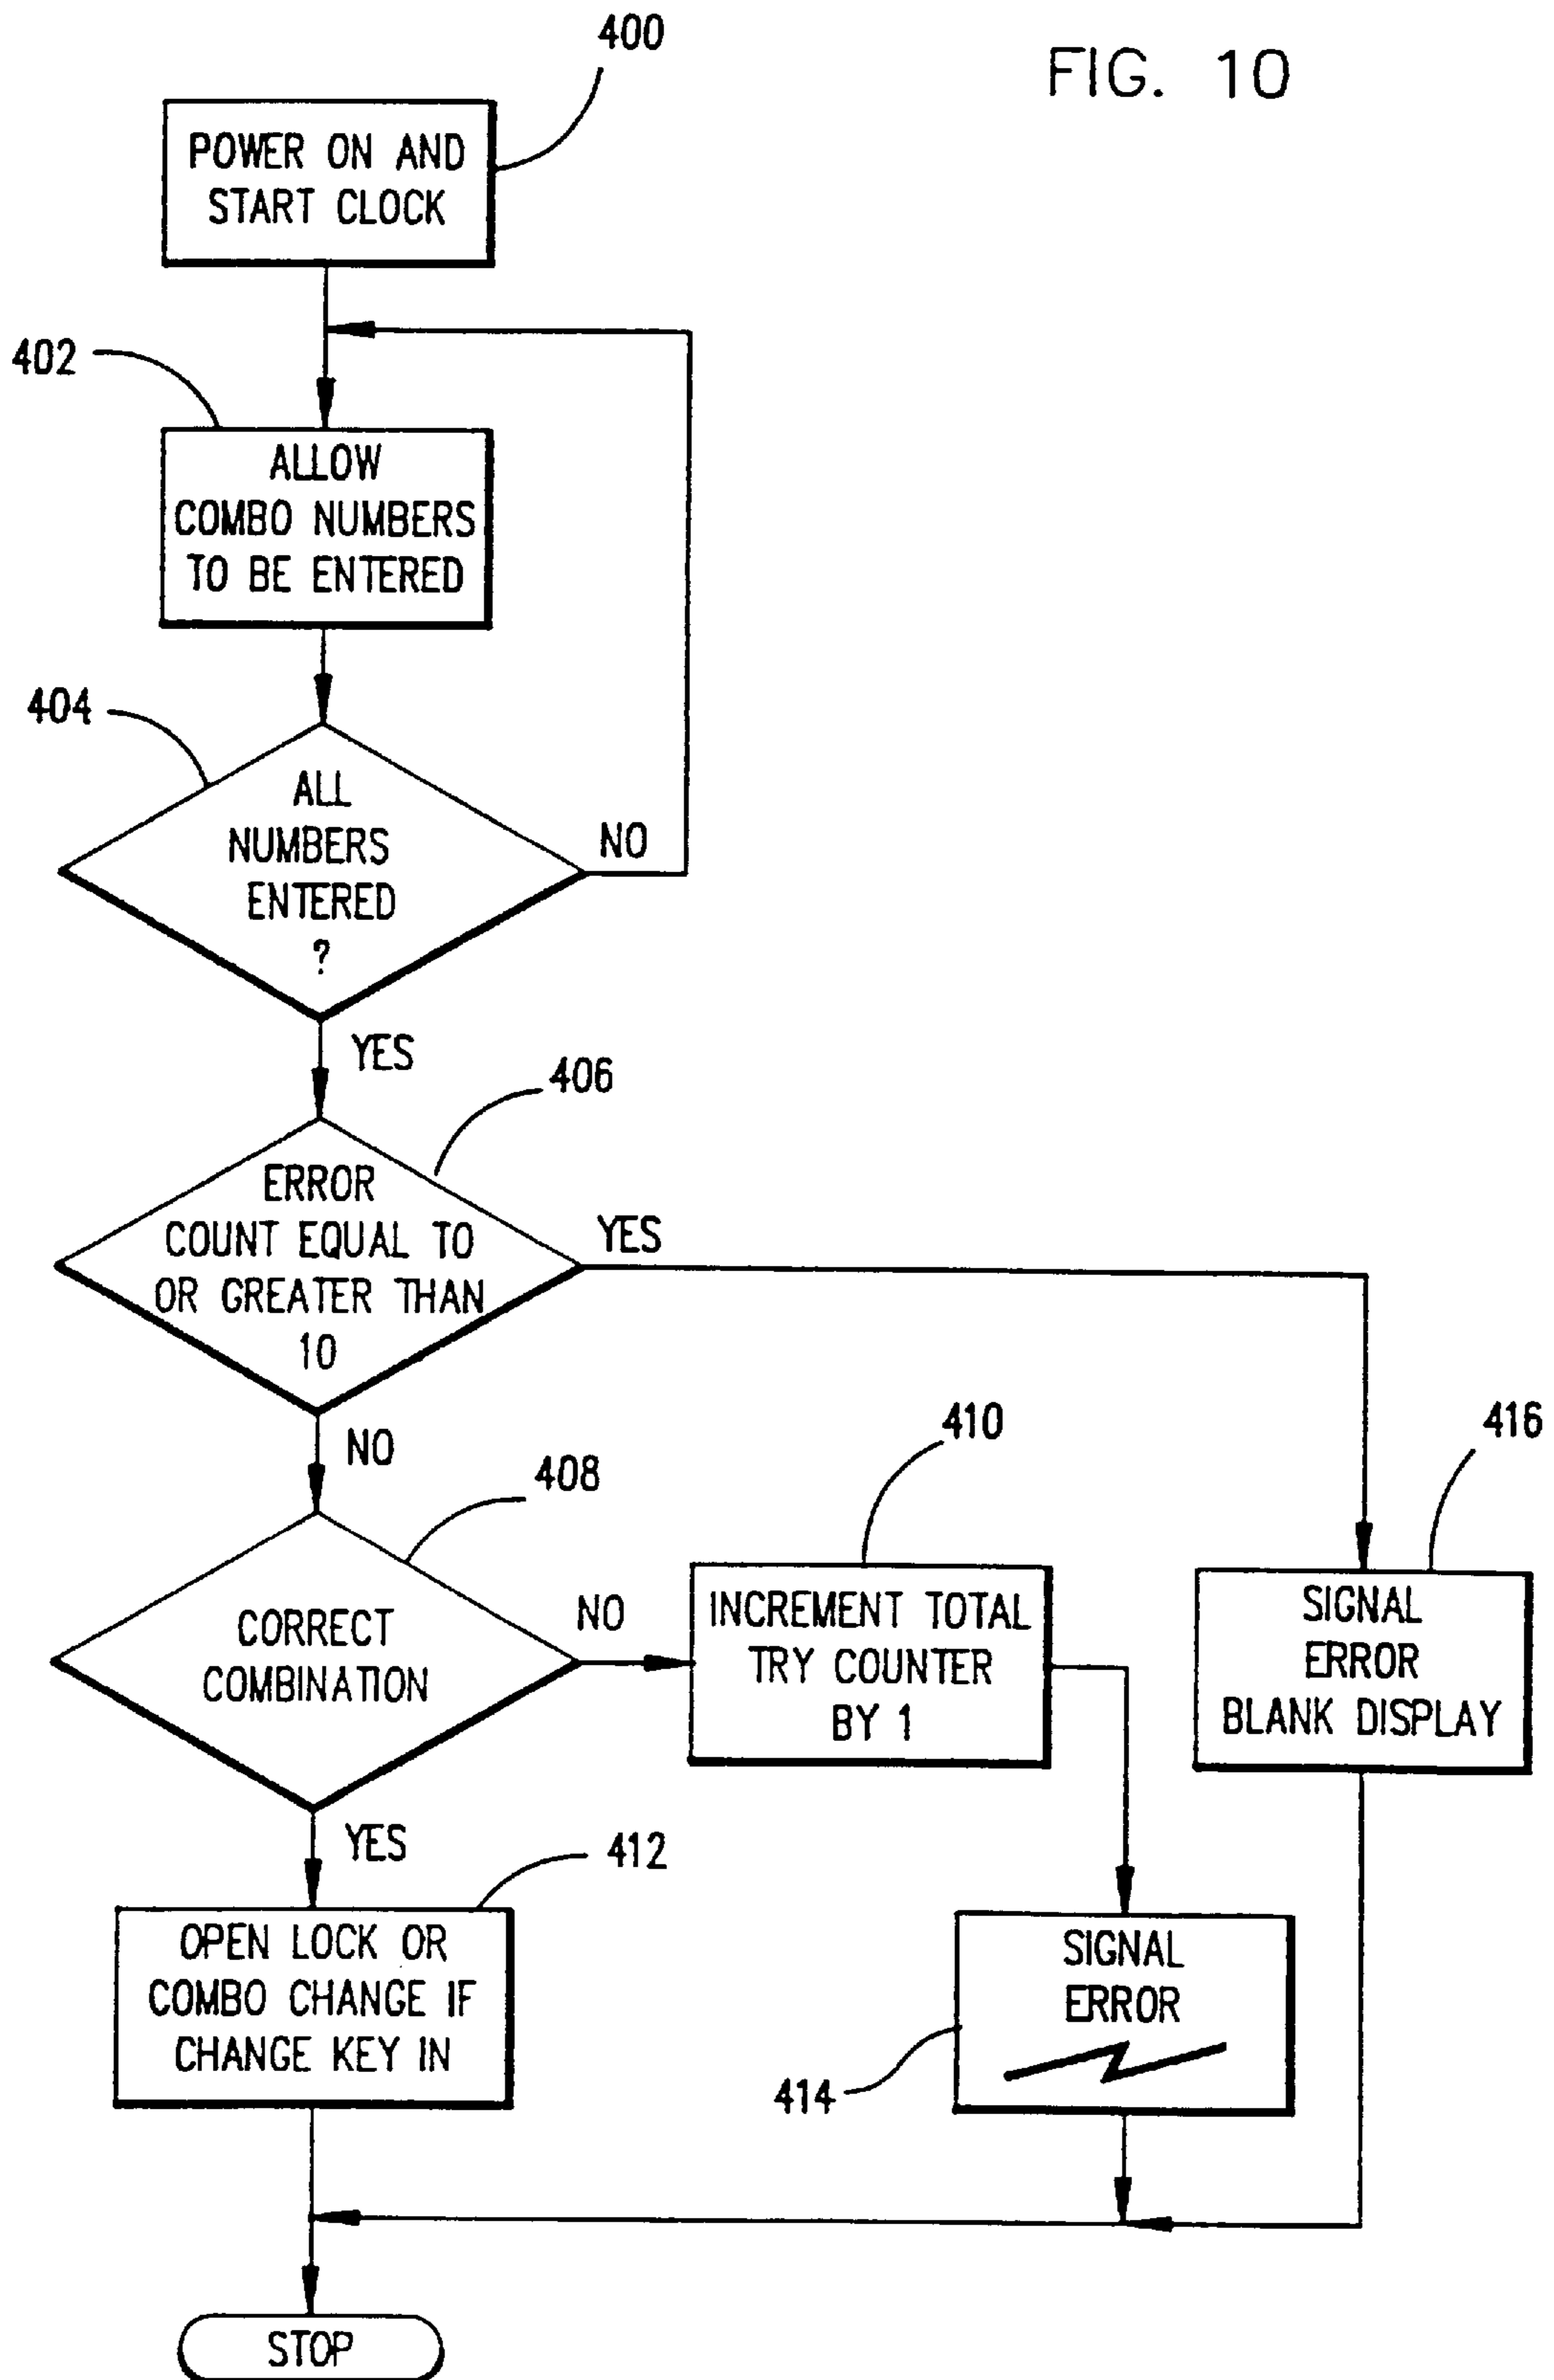 400
FIG. 10
POWER ON AND
START CLOCK
402
ALLOW
COMBO NUMBERS
TO BE ENTERED
404
ALL
NUMBERS
ENTERED
?
NO
YES
406
ERROR
COUNT EQUAL TO
OR GREATER THAN
10
YES
NO
408
CORRECT
COMBINATION
NO
410
INCREMENT TOTAL
TRY COUNTER
BY 1
416
SIGNAL
ERROR
BLANK DISPLAY
YES
412
OPEN LOCK OR
COMBO CHANGE IF
CHANGE KEY IN
SIGNAL
ERROR
414
STOP